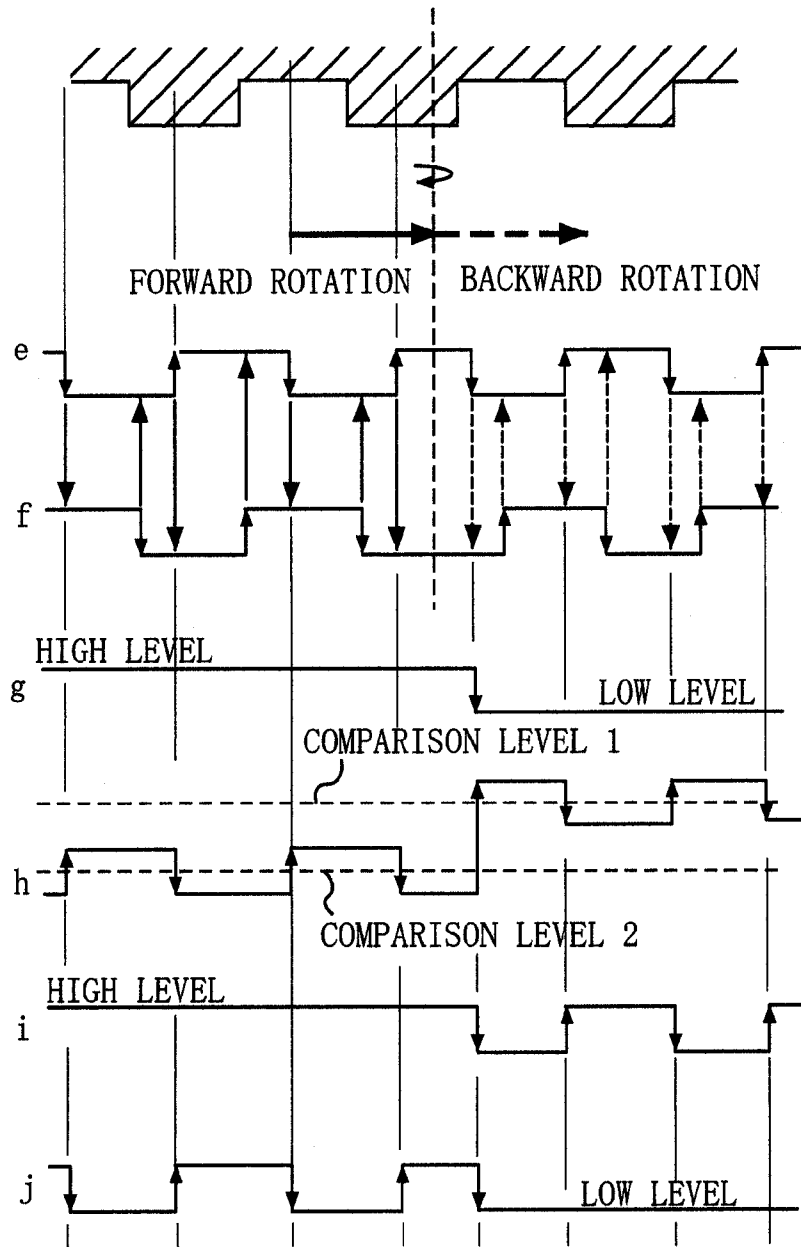 FORWARD ROTATION
BACKWARD ROTATION
e
f
HIGH LEVEL
g
LOW LEVEL
COMPARISON LEVEL 1
h
COMPARISON LEVEL 2
HIGH LEVEL
i
j
LOW LEVEL